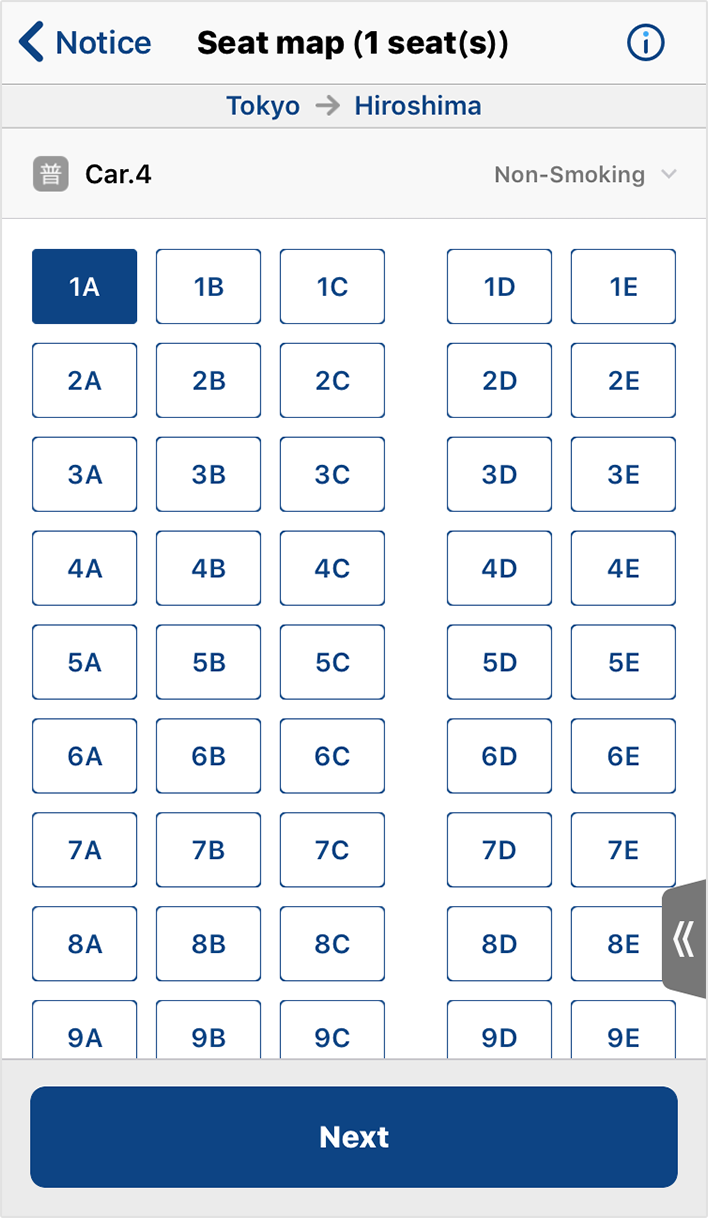 Notice Seat map (1 seat(s))
Tokyo → Hiroshima
普 Car.4 Non-Smoking
1A 1B 1C 1D 1E
2A 2B 2C 2D 2E
3A 3B 3C 3D 3E
4A 4B 4C 4D 4E
5A 5B 5C 5D 5E
6A 6B 6C 6D 6E
7A 7B 7C 7D 7E
8A 8B 8C 8D 8E
9A 9B 9C 9D 9E
Next